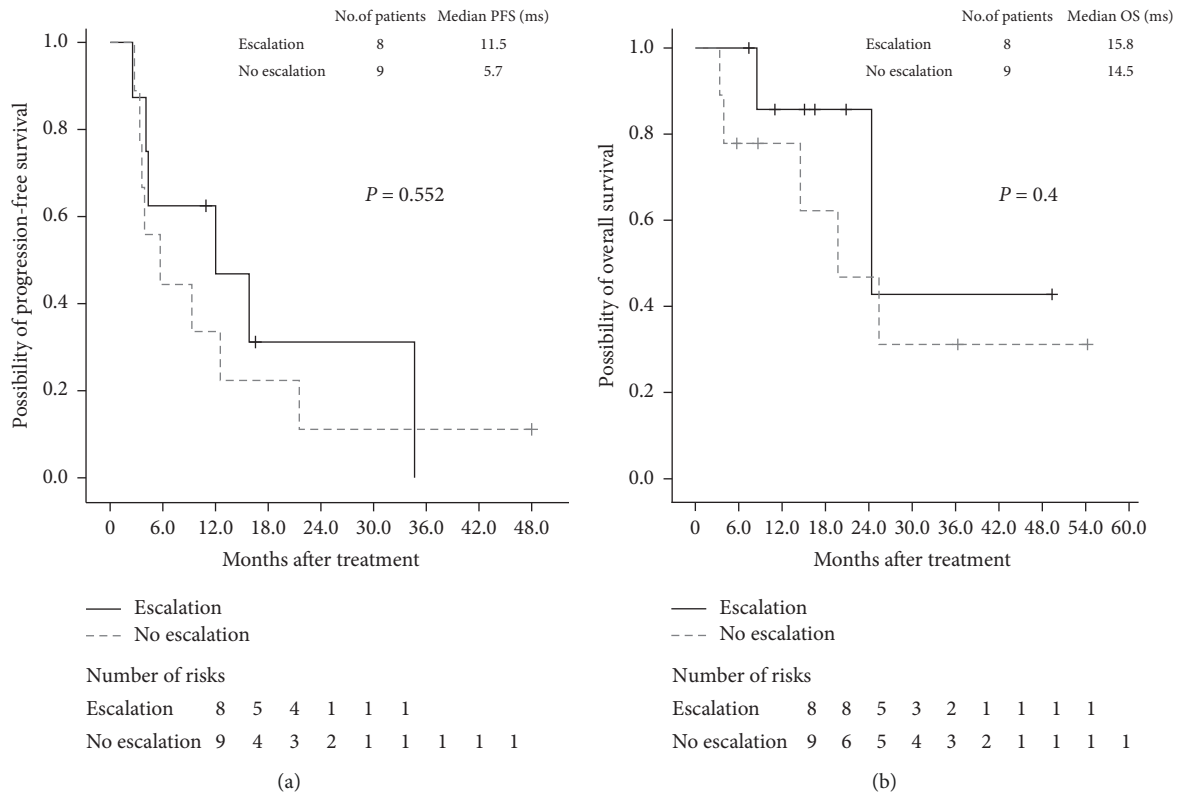 No.of patients Median PFS (ms)
Escalation 8 11.5
No escalation 9 5.7
1.0
0.8
0.6
0.4
0.2
0.0
Possibility of progression-free survival
P = 0.552
0 6.0 12.0 18.0 24.0 30.0 36.0 42.0 48.0
Months after treatment
Escalation
No escalation
Number of risks
Escalation 8 5 4 1 1 1
No escalation 9 4 3 2 1 1 1 1 1
(a)
No.of patients Median OS (ms)
Escalation 8 15.8
No escalation 9 14.5
1.0
0.8
0.6
0.4
0.2
0.0
Possibility of overall survival
P = 0.4
0 6.0 12.0 18.0 24.0 30.0 36.0 42.0 48.0 54.0 60.0
Months after treatment
Escalation
No escalation
Number of risks
Escalation 8 8 5 3 2 1 1 1 1
No escalation 9 6 5 4 3 2 1 1 1 1
(b)